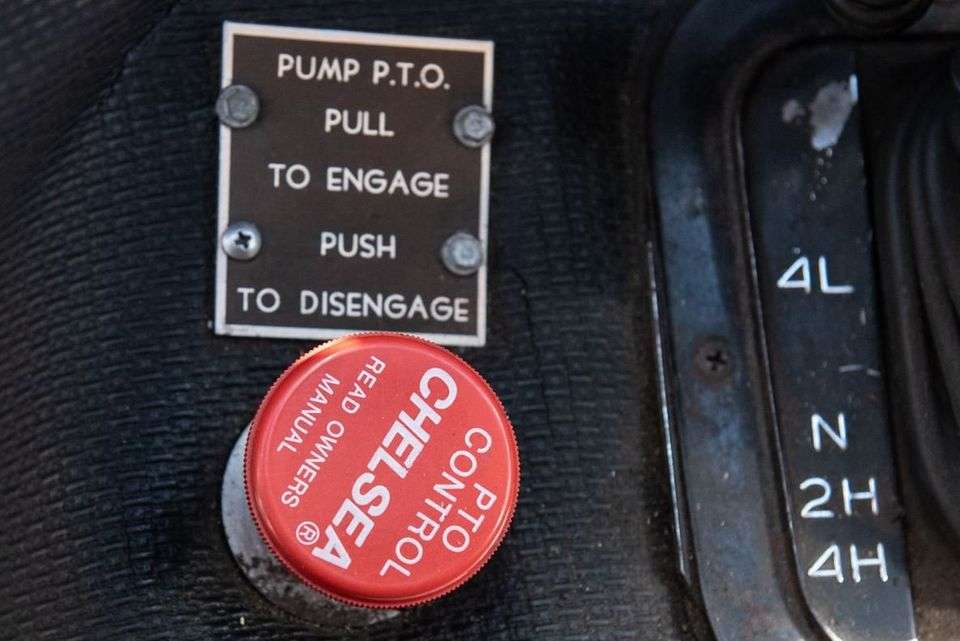 PUMP P.T.O.
PULL
TO ENGAGE
PUSH
TO DISENGAGE
PTO
CONTROL
CHELSEA®
READ OWNERS
MANUAL
4L
N
2H
4H